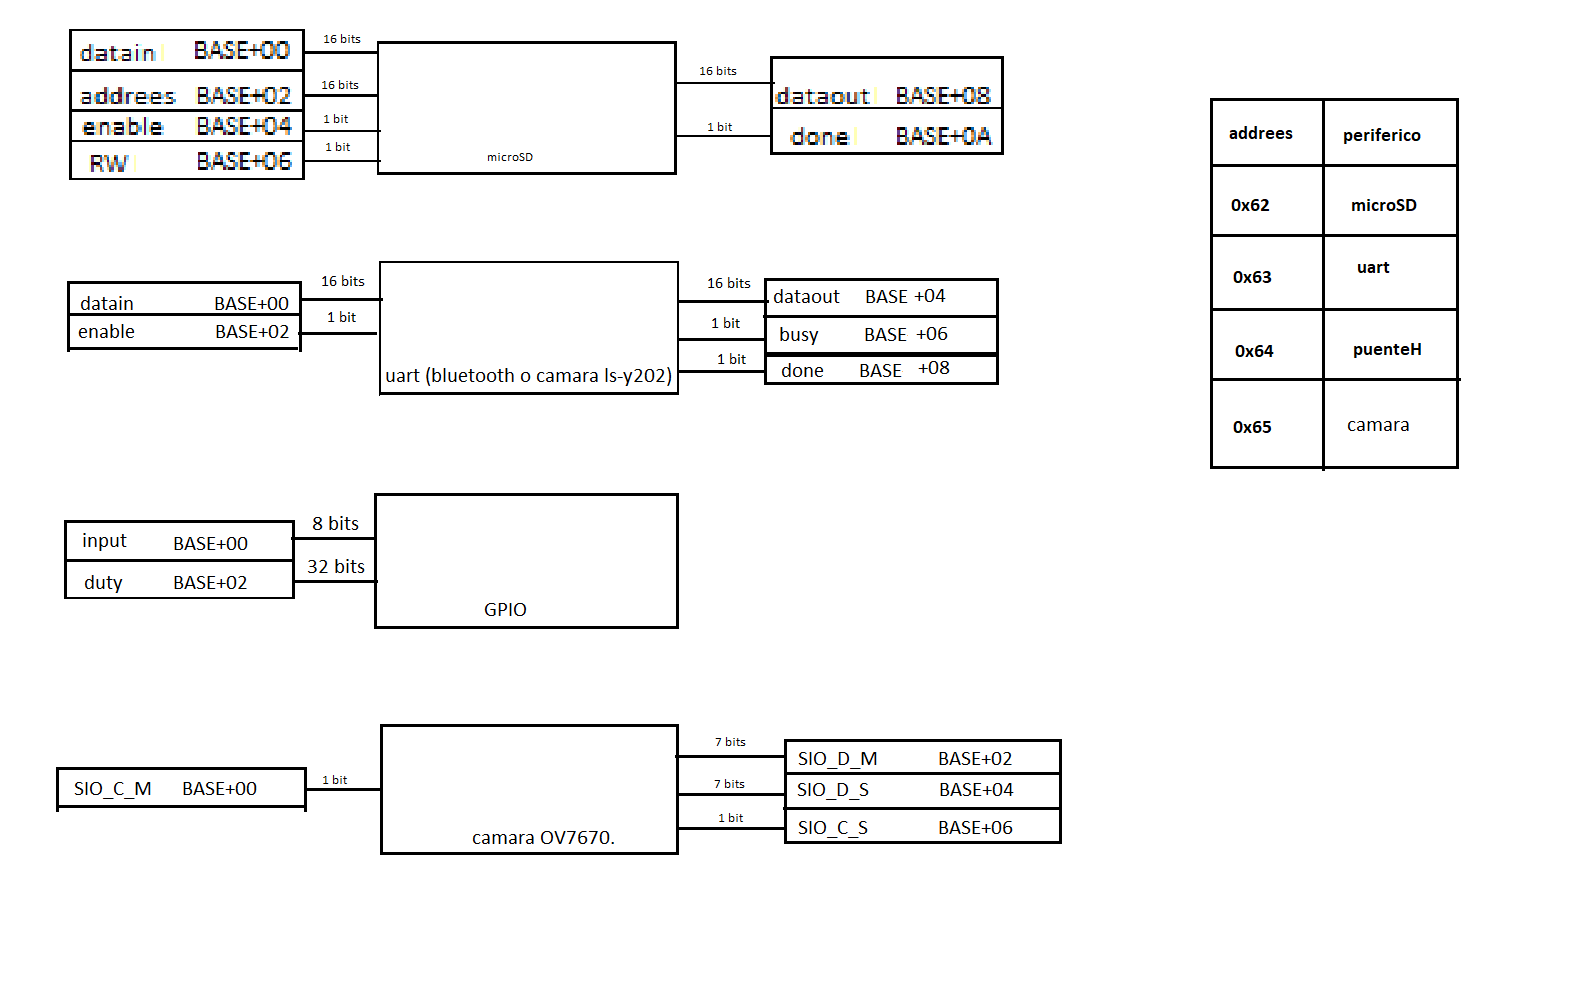 datain BASE+00
addrees BASE+02
enable BASE+04
RW BASE+06
16 bits
16 bits
1 bit
1 bit
microSD
16 bits
1 bit
dataout BASE+08
done BASE+0A
addrees periferico
0x62 microSD
0x63 uart
0x64 puenteH
0x65 camara
datain BASE+00
enable BASE+02
16 bits
1 bit
uart (bluetooth o camara ls-y202)
16 bits
1 bit
1 bit
dataout BASE +04
busy BASE +06
done BASE +08
input BASE+00
duty BASE+02
8 bits
32 bits
GPIO
SIO_C_M BASE+00
1 bit
camara OV7670.
7 bits
7 bits
1 bit
SIO_D_M BASE+02
SIO_D_S BASE+04
SIO_C_S BASE+06